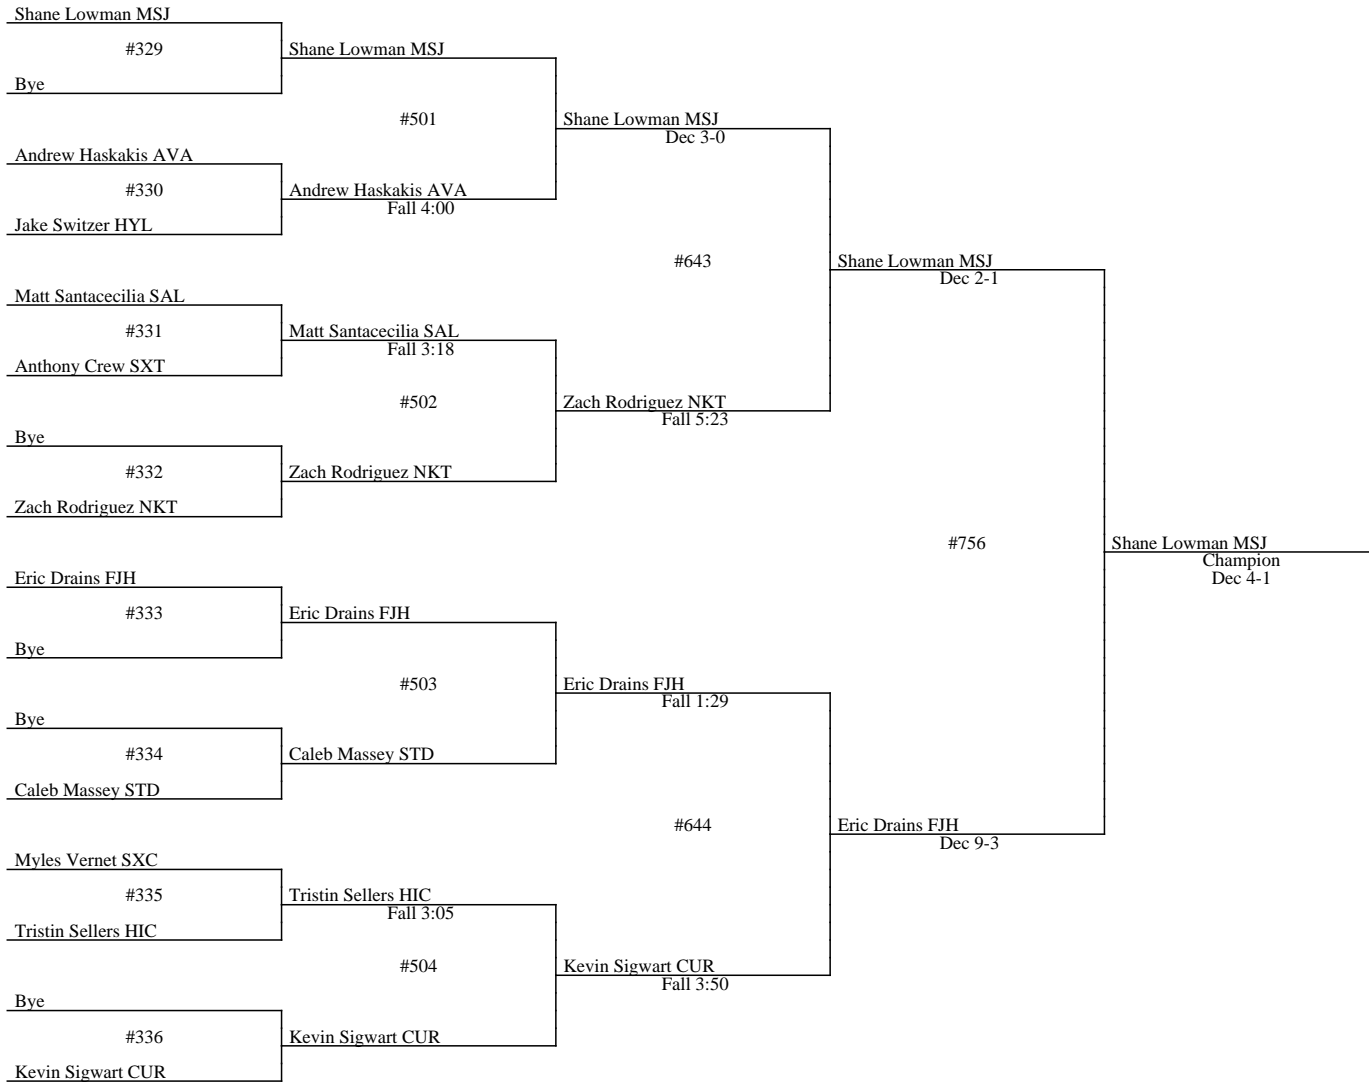 Shane Lowman MSJ
#329
Bye
Shane Lowman MSJ
#501
Andrew Haskakis AVA
#330
Jake Switzer HYL
Andrew Haskakis AVA
Fall 4:00
Shane Lowman MSJ
Dec 3-0
#643
Matt Santacecilia SAL
#331
Anthony Crew SXT
Matt Santacecilia SAL
Fall 3:18
#502
Bye
#332
Zach Rodriguez NKT
Zach Rodriguez NKT
Zach Rodriguez NKT
Fall 5:23
Shane Lowman MSJ
Dec 2-1
#756
Eric Drains FJH
#333
Bye
Eric Drains FJH
#503
Bye
#334
Caleb Massey STD
Caleb Massey STD
Eric Drains FJH
Fall 1:29
#644
Myles Vernet SXC
#335
Tristin Sellers HIC
Tristin Sellers HIC
Fall 3:05
#504
Bye
#336
Kevin Sigwart CUR
Kevin Sigwart CUR
Kevin Sigwart CUR
Fall 3:50
Eric Drains FJH
Dec 9-3
Shane Lowman MSJ
Champion
Dec 4-1